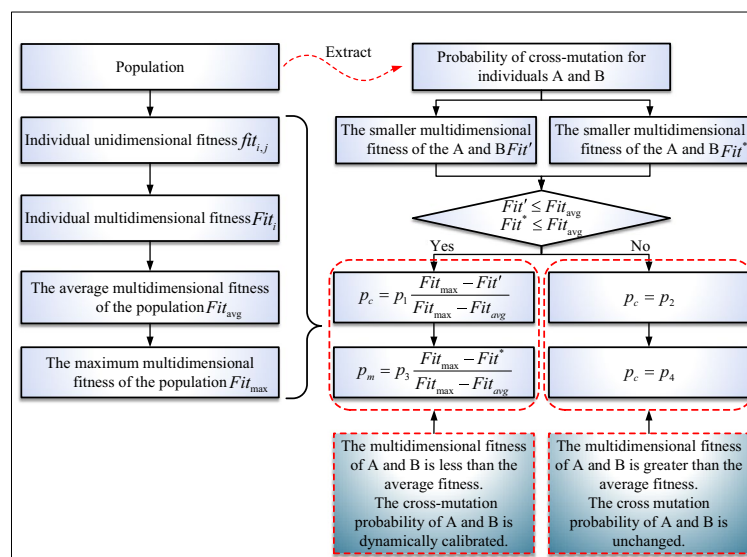 Population
Extract
Probability of cross-mutation for
individuals A and B
Individual unidimensional fitness fit_{i,j}
The smaller multidimensional
fitness of the A and B Fit'
The smaller multidimensional
fitness of the A and B Fit*
Individual multidimensional fitness Fit_i
Fit' ≤ Fit_avg
Fit* ≤ Fit_avg
Yes
No
The average multidimensional fitness
of the population Fit_avg
p_c = p_1 (Fit_max − Fit') / (Fit_max − Fit_avg)
p_c = p_2
The maximum multidimensional
fitness of the population Fit_max
p_m = p_3 (Fit_max − Fit*) / (Fit_max − Fit_avg)
p_c = p_4
The multidimensional fitness
of A and B is less than the
average fitness.
The cross-mutation
probability of A and B is
dynamically calibrated.
The multidimensional fitness
of A and B is greater than the
average fitness.
The cross mutation
probability of A and B is
unchanged.